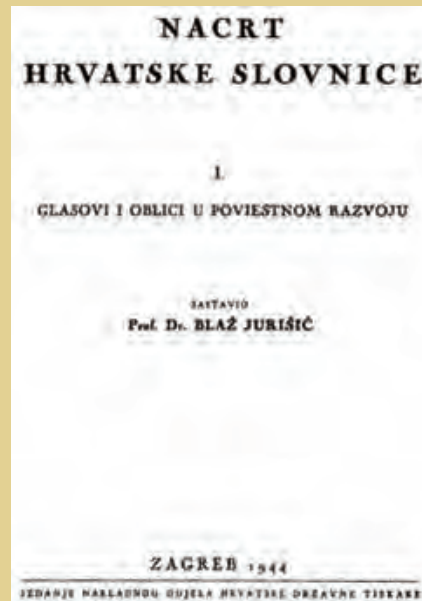 NACRT
HRVATSKE SLOVNICE
I.
GLASOVI I OBLICI U POVIESTNOM RAZVOJU
SASTAVIO
Prof. Dr. BLAŽ JURIŠIĆ
ZAGREB 1944
IZDANJE NAKLADNOG ODJELA HRVATSKE DRŽAVNE TISKARE